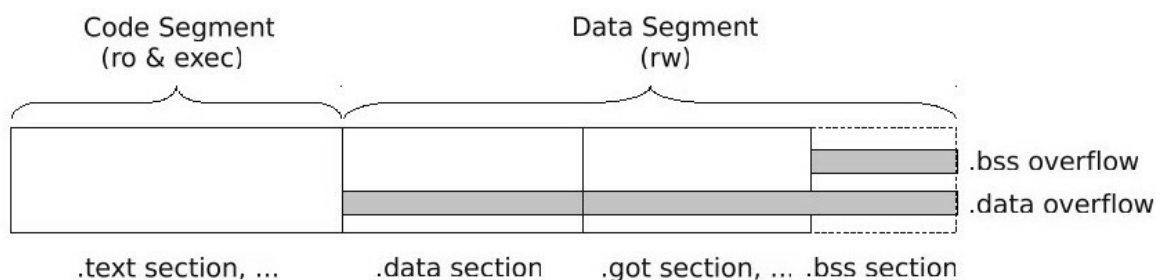 Code Segment
(ro & exec)
Data Segment
(rw)
.bss overflow
.data overflow
.text section, ...
.data section
.got section, ...
.bss section